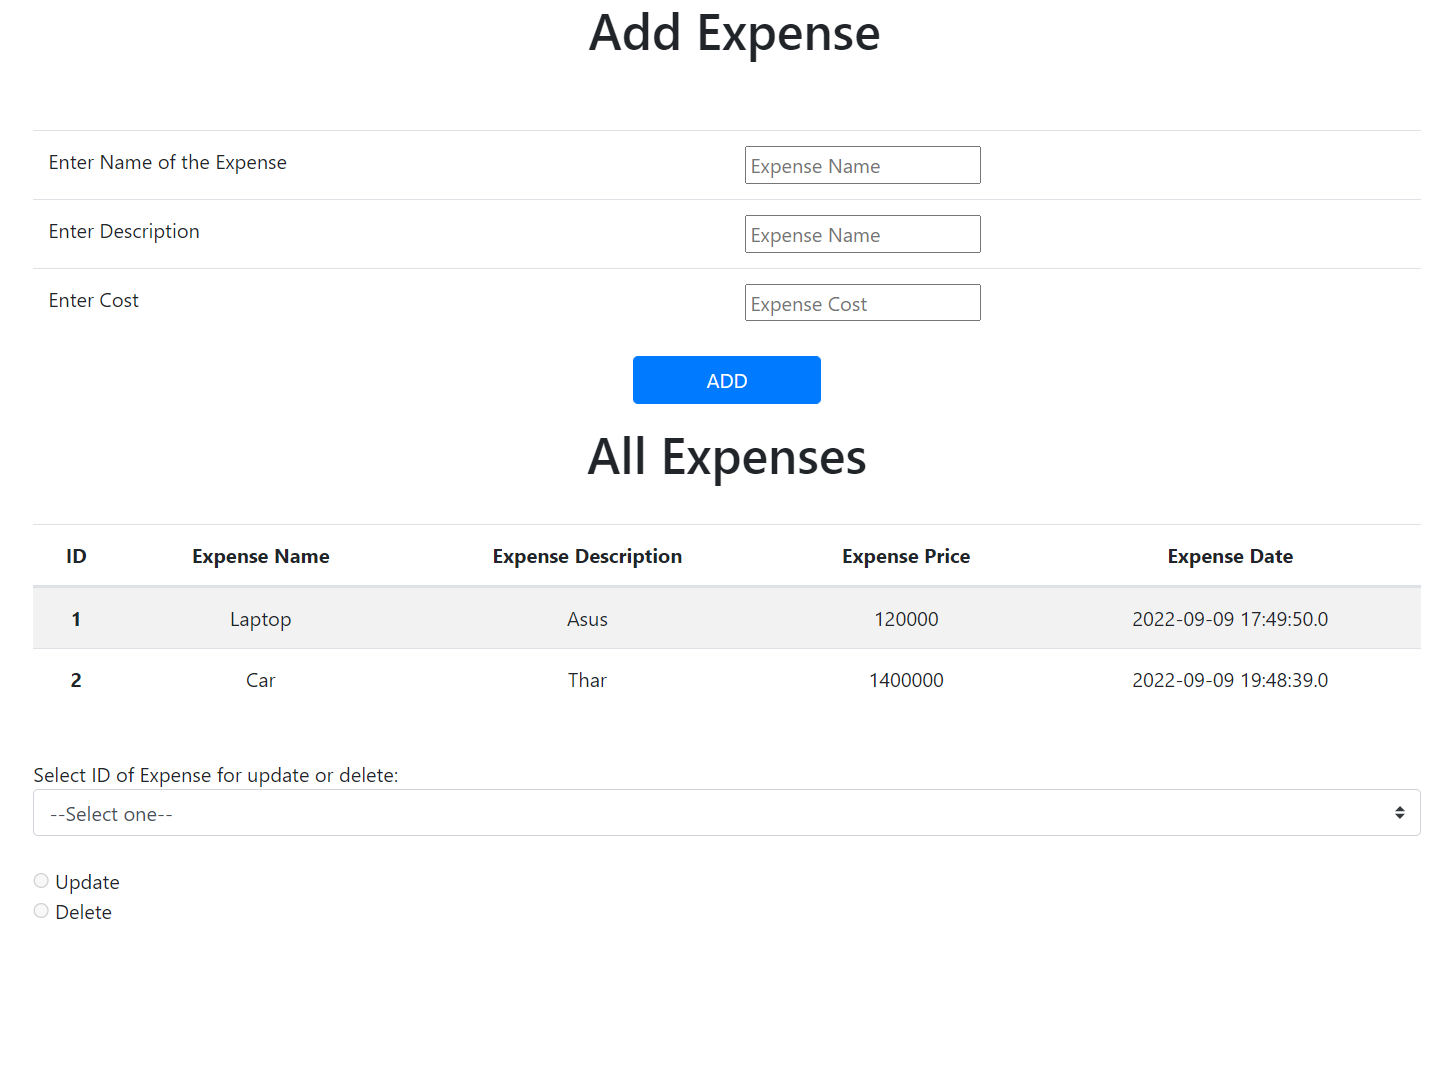 Add Expense
Enter Name of the Expense Expense Name
Enter Description Expense Name
Enter Cost Expense Cost
ADD
All Expenses
ID Expense Name Expense Description Expense Price Expense Date
1 Laptop Asus 120000 2022-09-09 17:49:50.0
2 Car Thar 1400000 2022-09-09 19:48:39.0
Select ID of Expense for update or delete:
--Select one--
Update
Delete